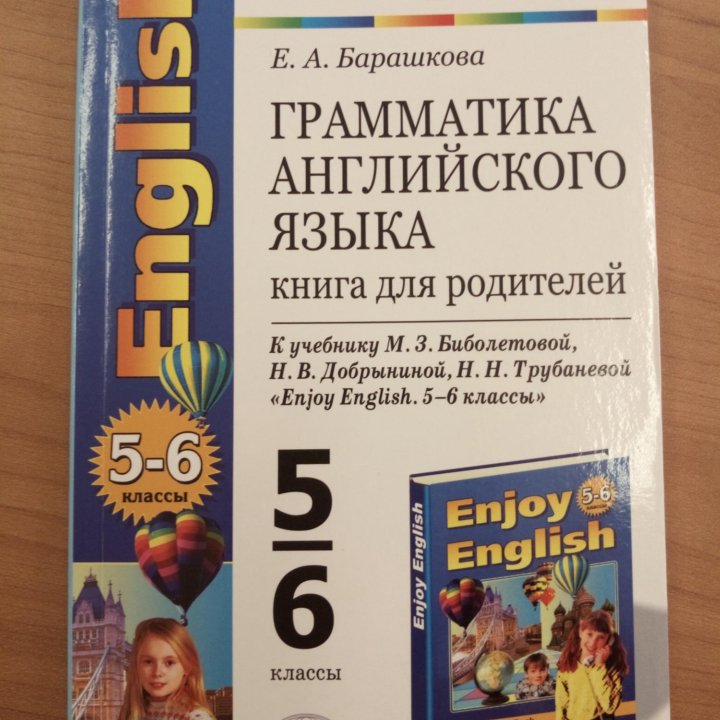 English
Е. А. Барашкова
ГРАММАТИКА
АНГЛИЙСКОГО
ЯЗЫКА
книга для родителей
К учебнику М. З. Биболетовой,
Н. В. Добрыниной, Н. Н. Трубаневой
«Enjoy English. 5–6 классы»
5-6
классы
5
6
классы
Enjoy English
Enjoy
English
5-6
классы